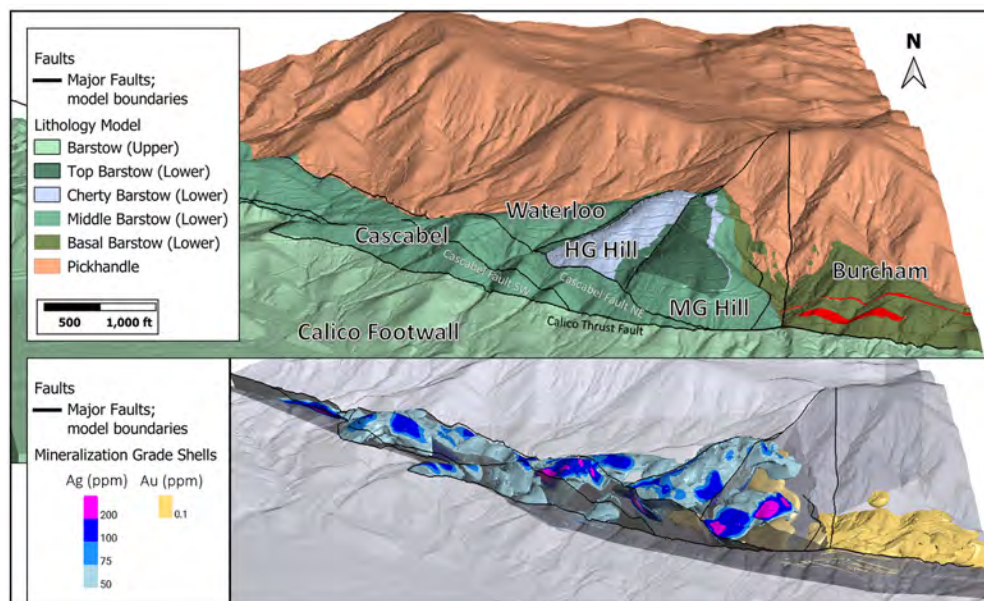 Faults
Major Faults;
model boundaries
Lithology Model
Barstow (Upper)
Top Barstow (Lower)
Cherty Barstow (Lower)
Middle Barstow (Lower)
Basal Barstow (Lower)
Pickhandle
500 1,000 ft
N
Waterloo
Cascabel
HG Hill
Burcham
Cascabel Fault SW
Cascabel Fault NE
MG Hill
Calico Footwall
Calico Thrust Fault
Faults
Major Faults;
model boundaries
Mineralization Grade Shells
Ag (ppm) Au (ppm)
200 0.1
100
75
50